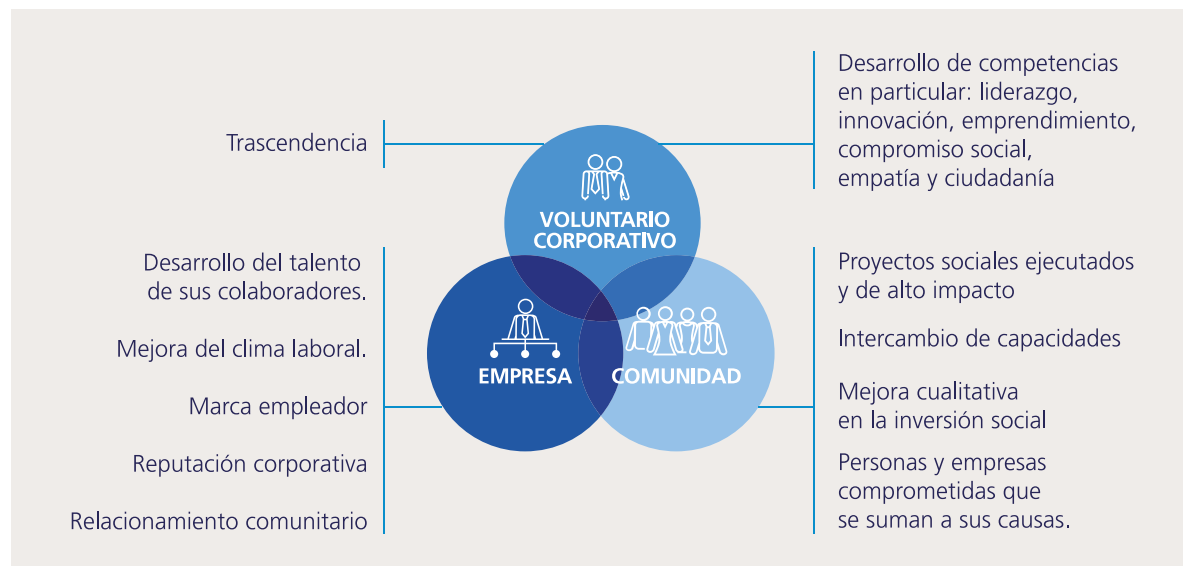 Trascendencia
Desarrollo de competencias
en particular: liderazgo,
innovación, emprendimiento,
compromiso social,
empatía y ciudadanía
VOLUNTARIO
CORPORATIVO
Desarrollo del talento
de sus colaboradores.
Mejora del clima laboral.
Marca empleador
Reputación corporativa
Relacionamiento comunitario
EMPRESA
COMUNIDAD
Proyectos sociales ejecutados
y de alto impacto
Intercambio de capacidades
Mejora cualitativa
en la inversión social
Personas y empresas
comprometidas que
se suman a sus causas.